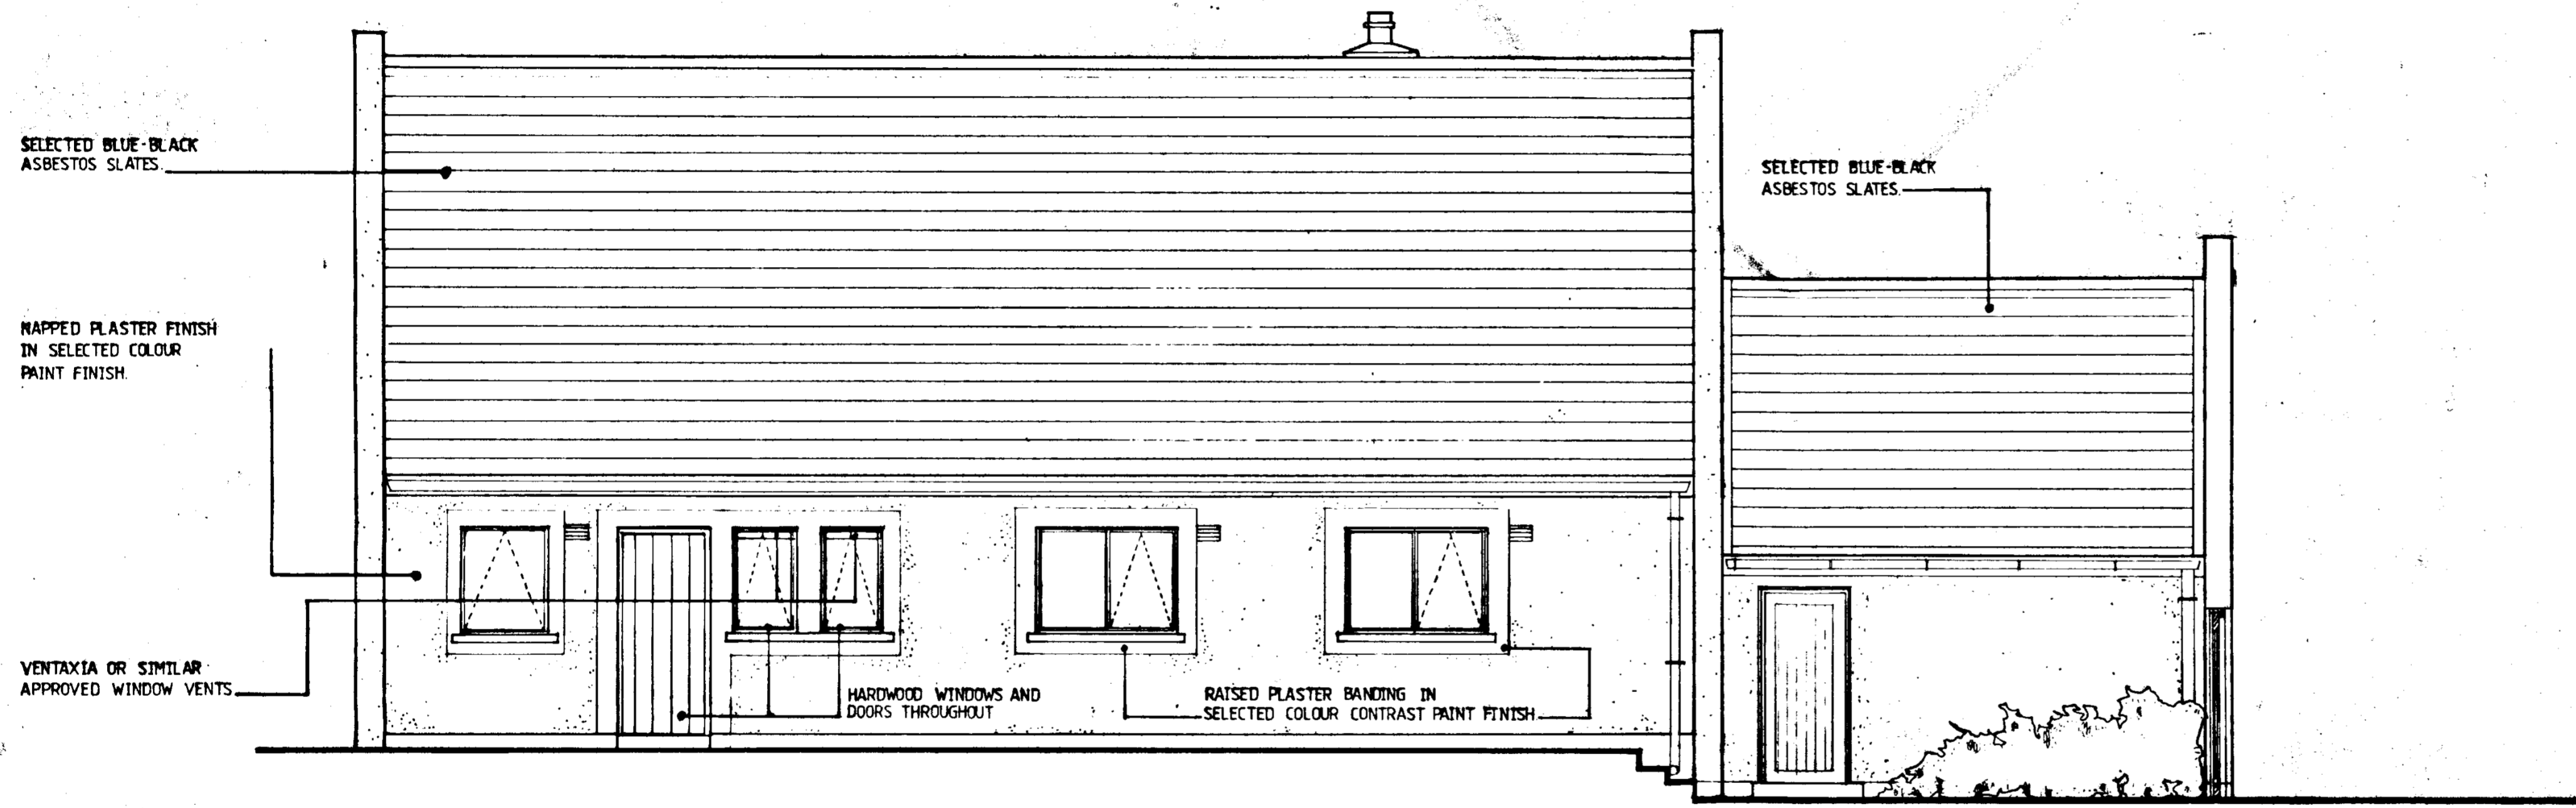 SELECTED BLUE-BLACK
ASBESTOS SLATES.
SELECTED BLUE-BLACK
ASBESTOS SLATES.
NAPPED PLASTER FINISH
IN SELECTED COLOUR
PAINT FINISH.
VENTAXIA OR SIMILAR
APPROVED WINDOW VENTS
HARDWOOD WINDOWS AND
DOORS THROUGHOUT
RAISED PLASTER BANDING IN
SELECTED COLOUR CONTRAST PAINT FINISH